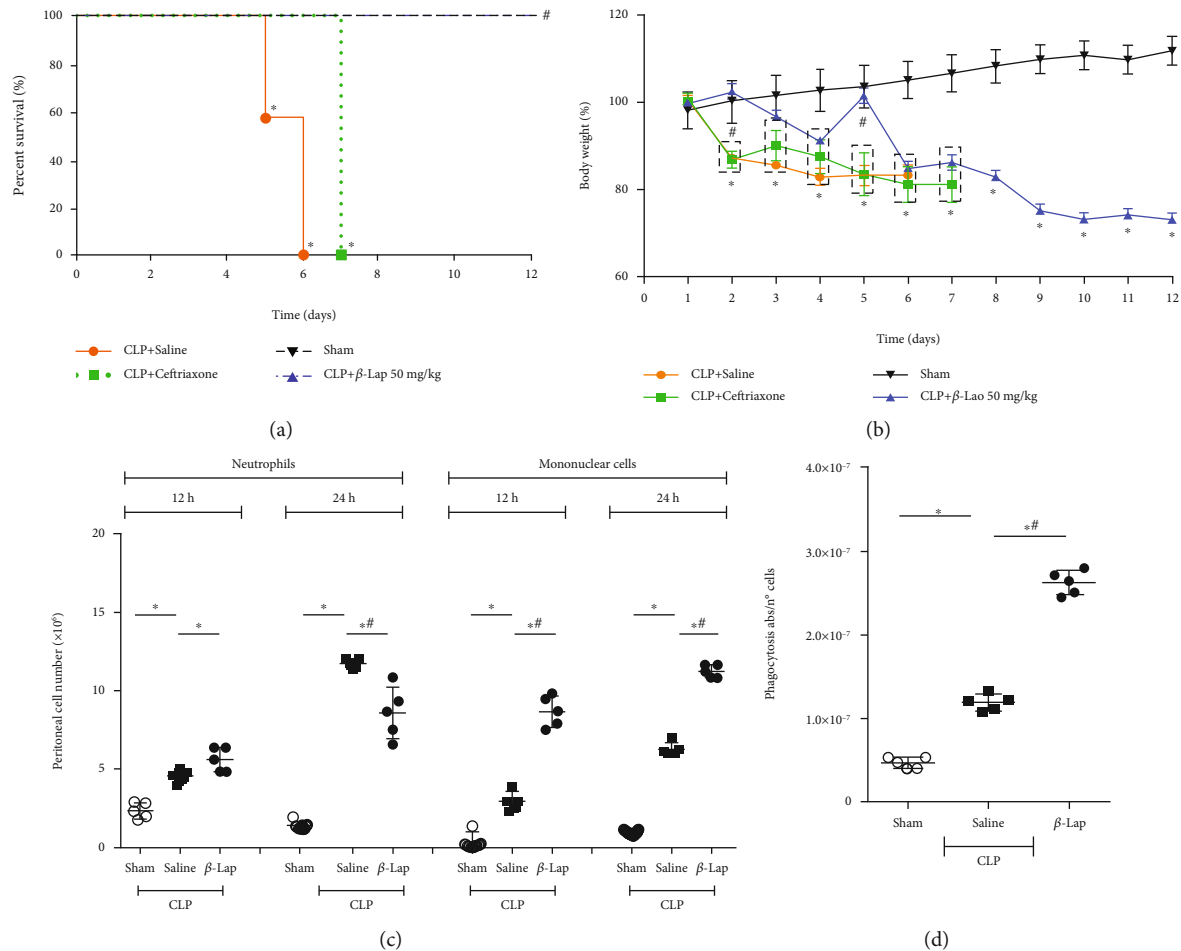 100
80
60
40
20
0
Percent survival (%)
*
*
*
#
0
2
4
6
8
10
12
Time (days)
CLP+Saline
Sham
CLP+Ceftriaxone
CLP+β-Lap 50 mg/kg
(a)
120
110
100
80
60
Body weight (%)
#
#
*
*
*
*
*
*
*
*
*
*
*
0
1
2
3
4
5
6
7
8
9
10
11
12
Time (days)
CLP+Saline
Sham
CLP+Ceftriaxone
CLP+β-Lao 50 mg/kg
(b)
Neutrophils
Mononuclear cells
12 h
24 h
12 h
24 h
20
15
10
5
0
Peritoneal cell number (×10⁶)
*
*
*
*#
*
*#
*
*#
Sham
Saline
β-Lap
Sham
Saline
β-Lap
Sham
Saline
β-Lap
Sham
Saline
β-Lap
CLP
CLP
CLP
CLP
(c)
4.0×10⁻⁷
3.0×10⁻⁷
2.0×10⁻⁷
1.0×10⁻⁷
0
Phagocytosis abs/n° cells
*
*#
Sham
Saline
β-Lap
CLP
(d)